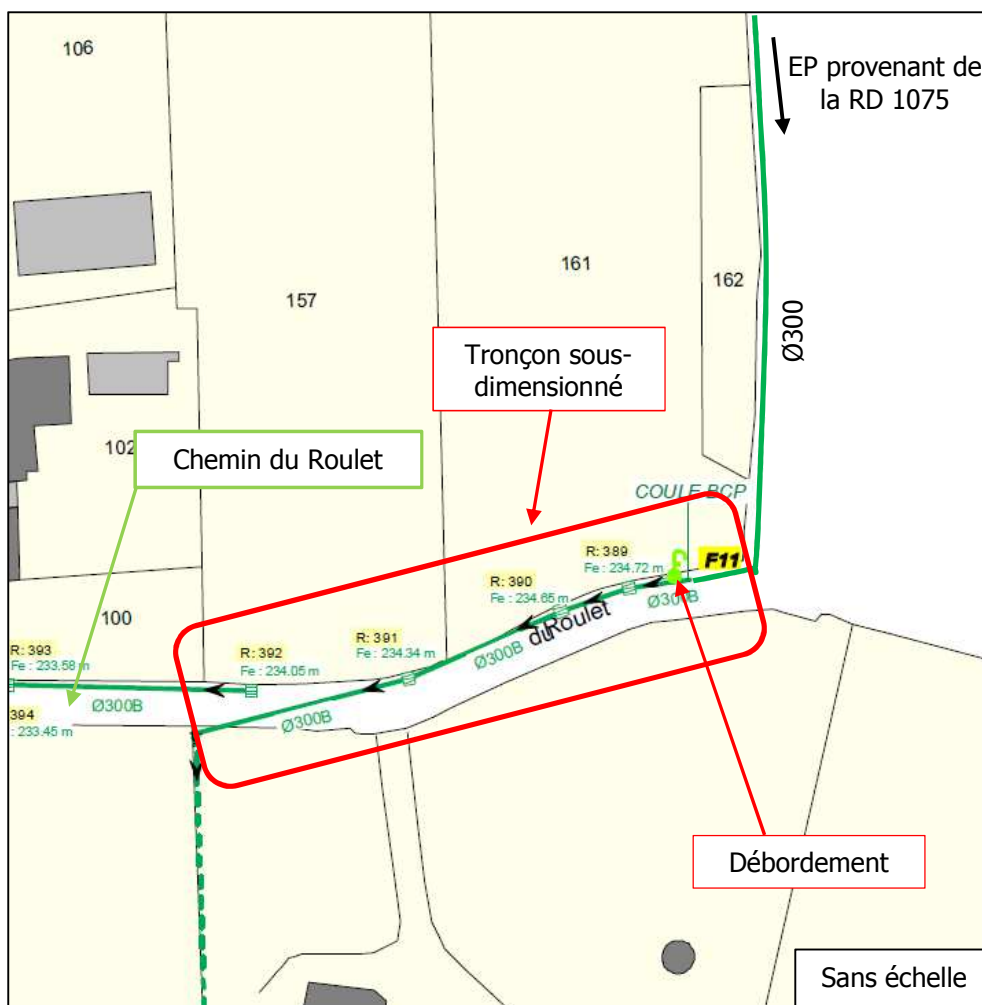 106
EP provenant de
la RD 1075
161
162
157
Ø300
Tronçon sous-
dimensionné
102
Chemin du Roulet
COULE BCP
R: 389
Fe : 234.72 m
F11
R: 390
Fe : 234.65 m
Ø300B
100
du Roulet
R: 391
Fe : 234.34 m
Ø300B
R: 393
Fe : 233.58 m
R: 392
Fe : 234.05 m
Ø300B
Ø300B
394
: 233.45 m
Débordement
Sans échelle